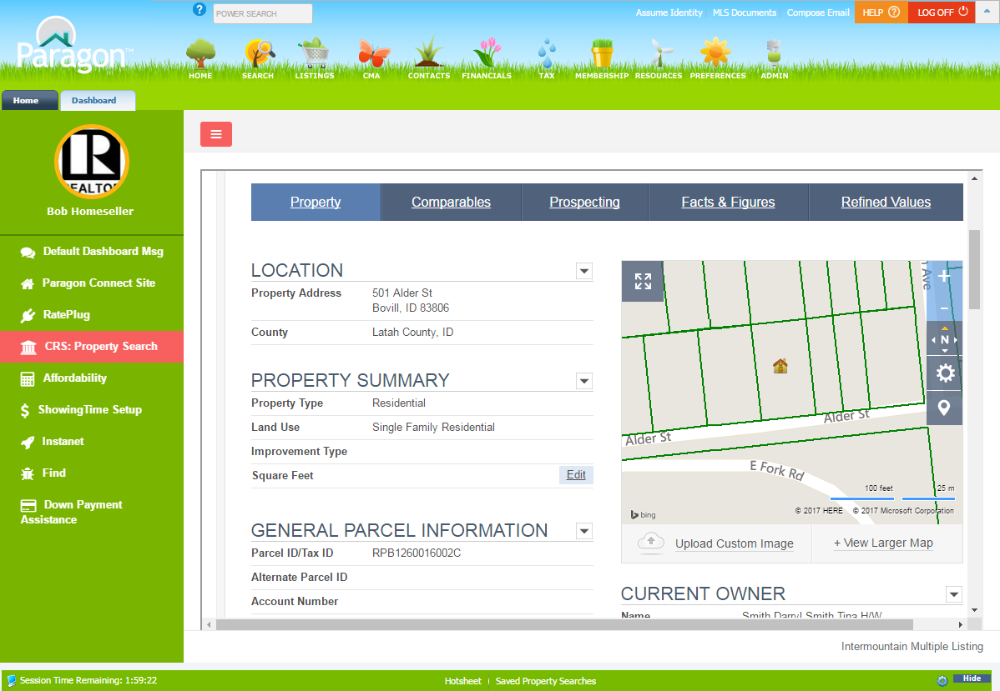 ?
POWER SEARCH
Assume Identity
MLS Documents
Compose Email
HELP ?
LOG OFF
Paragon™
HOME
SEARCH
LISTINGS
CMA
CONTACTS
FINANCIALS
TAX
MEMBERSHIP
RESOURCES
PREFERENCES
ADMIN
Home
Dashboard
R
REALTOR
Bob Homeseller
Default Dashboard Msg
Paragon Connect Site
RatePlug
CRS: Property Search
Affordability
$ ShowingTime Setup
Instanet
Find
Down Payment
Assistance
Property
Comparables
Prospecting
Facts & Figures
Refined Values
LOCATION
Property Address 501 Alder St
Bovill, ID 83806
County Latah County, ID
PROPERTY SUMMARY
Property Type Residential
Land Use Single Family Residential
Improvement Type
Square Feet Edit
GENERAL PARCEL INFORMATION
Parcel ID/Tax ID RPB1260016002C
Alternate Parcel ID
Account Number
Ave
+
−
N
Alder St
Alder St
E Fork Rd
100 feet 25 m
© 2017 HERE © 2017 Microsoft Corporation
bing
Upload Custom Image
+ View Larger Map
CURRENT OWNER
Name Smith Darryl Smith Tina H/W
Intermountain Multiple Listing
Session Time Remaining: 1:59:22
Hotsheet | Saved Property Searches
Hide